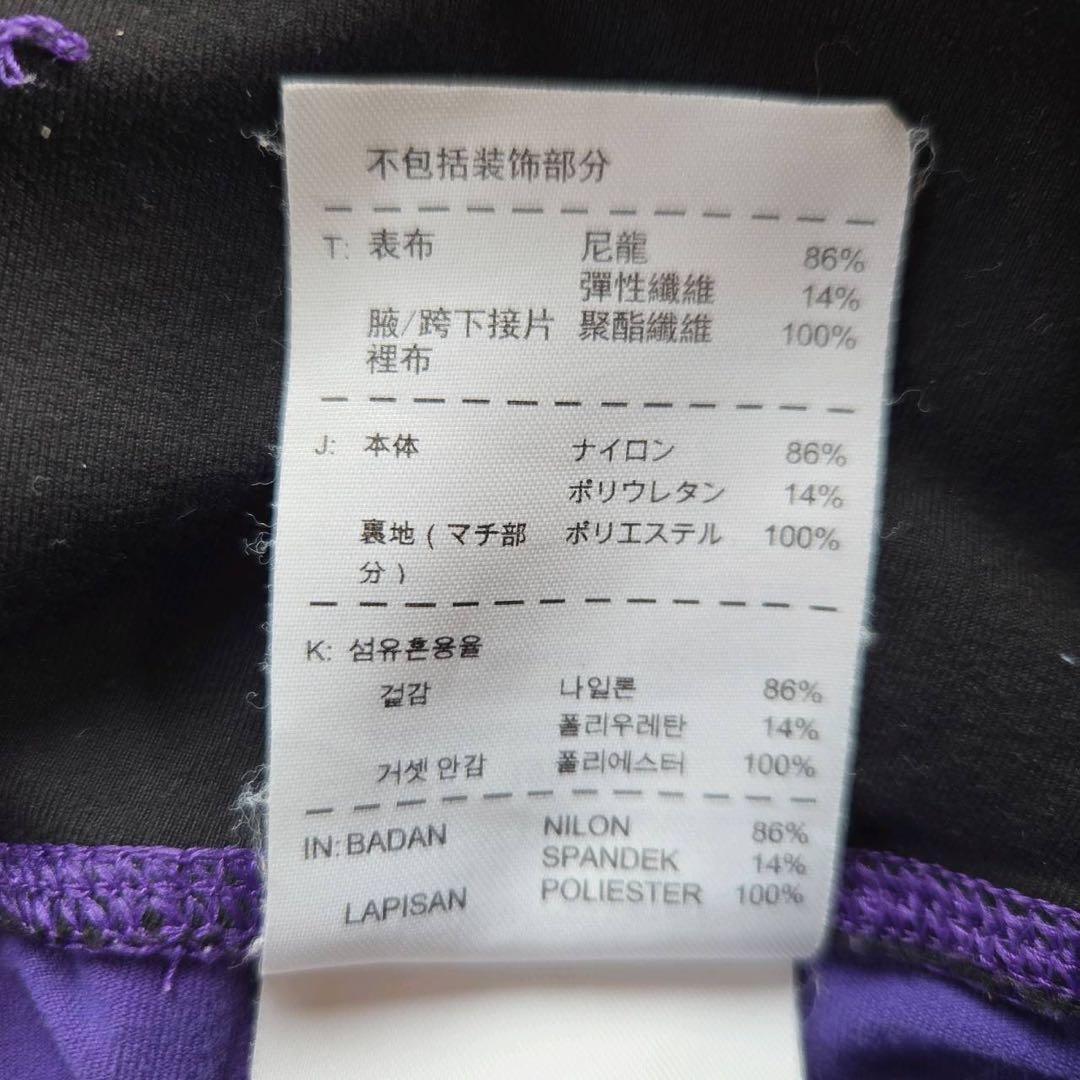 不包括装饰部分
T: 表布 尼龍 86%
彈性纖維 14%
腋/跨下接片 聚酯纖維 100%
裡布
J: 本体 ナイロン 86%
ポリウレタン 14%
裏地 ( マチ部 ポリエステル 100%
分 )
K: 섬유혼용율
겉감 나일론 86%
폴리우레탄 14%
거셋 안감 폴리에스터 100%
IN: BADAN NILON 86%
SPANDEK 14%
LAPISAN POLIESTER 100%